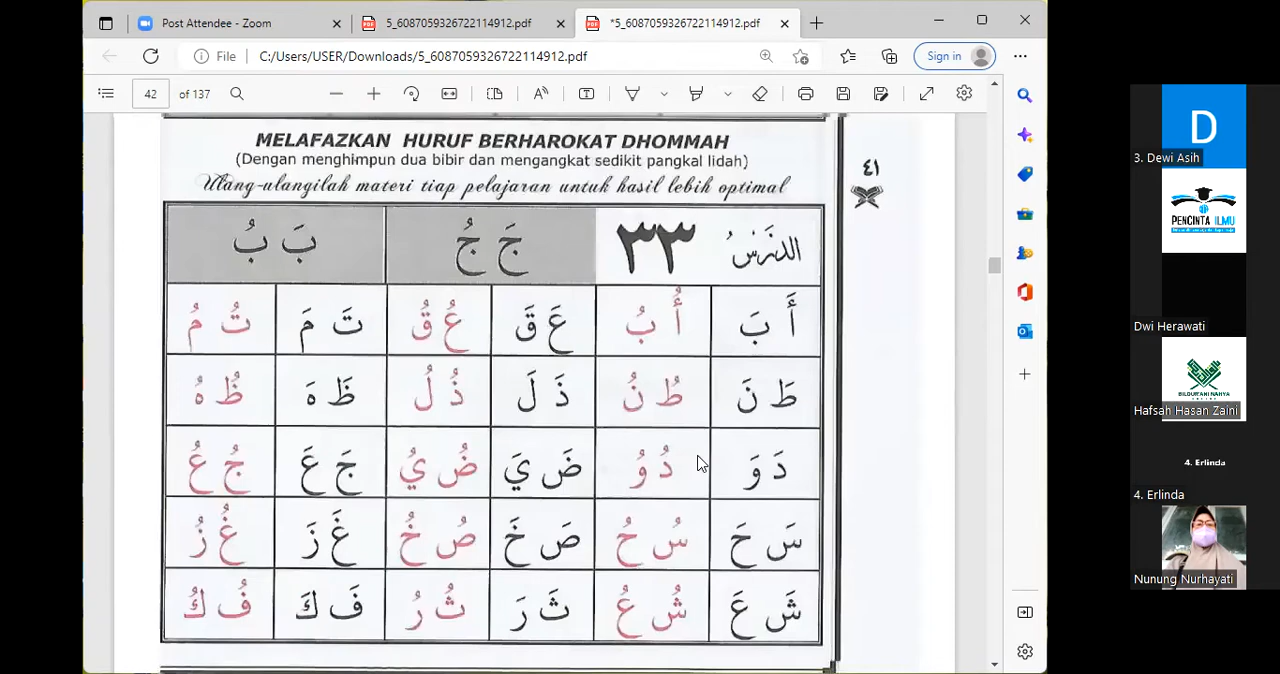 Post Attendee - Zoom
5_6087059326722114912.pdf
*5_6087059326722114912.pdf
File
C:/Users/USER/Downloads/5_6087059326722114912.pdf
Sign in
42 of 137
MELAFAZKAN HURUF BERHAROKAT DHOMMAH
(Dengan menghimpun dua bibir dan mengangkat sedikit pangkal lidah)
Ulang-ulangilah materi tiap pelajaran untuk hasil lebih optimal
٤١
الدَّرْسُ ٣٣ جَ جُ بَ بُ
أَ بَ أُ بُ عَ قَ عُ قُ تَ مَ تُ مُ
طَ نَ طُ نُ ذَ لَ ذُ لُ ظَ هَ ظُ هُ
دَ وَ دُ وُ ضَ يَ ضُ يُ جَ عَ جُ عُ
سَ حَ سُ حُ صَ خَ صُ خُ غَ زَ غُ زُ
شَ عَ شُ عُ ثَ رَ ثُ رُ فَ كَ فُ كُ
D
3. Dewi Asih
PENCINTA ILMU
Dwi Herawati
Hafsah Hasan Zaini
4. Erlinda
4. Erlinda
Nunung Nurhayati